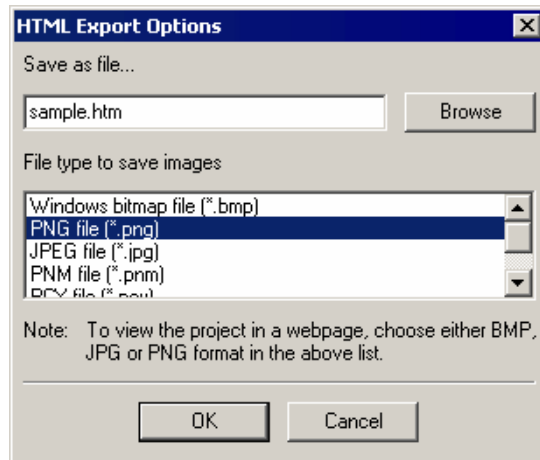 HTML Export Options
Save as file...
sample.htm
Browse
File type to save images
Windows bitmap file (*.bmp)
PNG file (*.png)
JPEG file (*.jpg)
PNM file (*.pnm)
Note: To view the project in a webpage, choose either BMP,
JPG or PNG format in the above list.
OK
Cancel